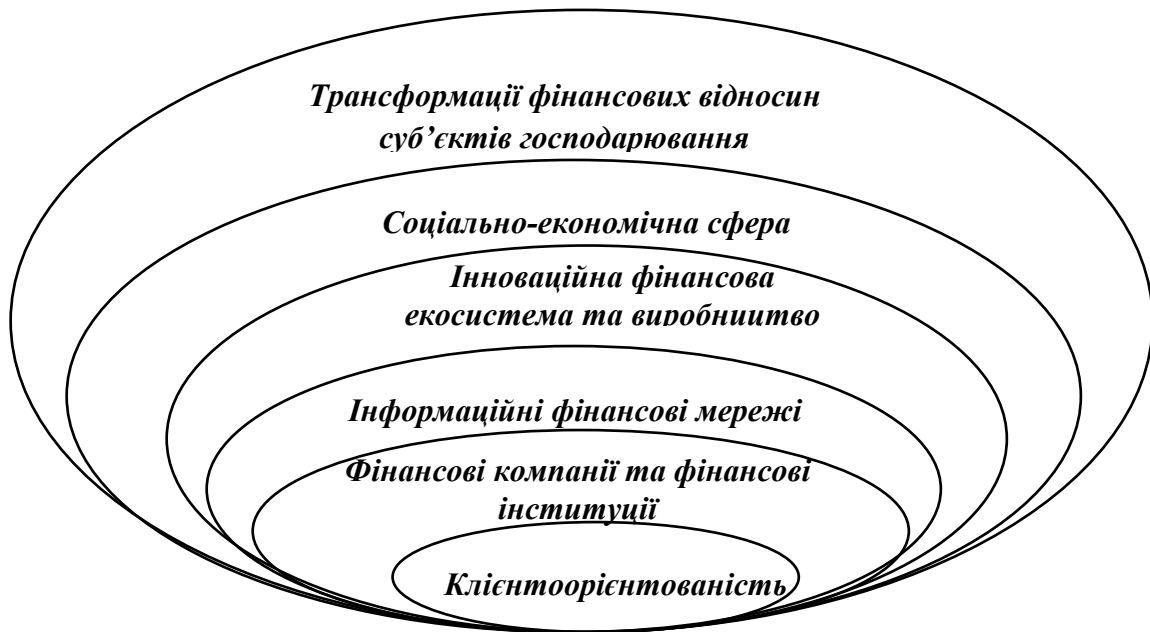 Трансформації фінансових відносин
суб’єктів господарювання
Соціально-економічна сфера
Інноваційна фінансова
екосистема та виробництво
Інформаційні фінансові мережі
Фінансові компанії та фінансові
інституції
Клієнтоорієнтованість